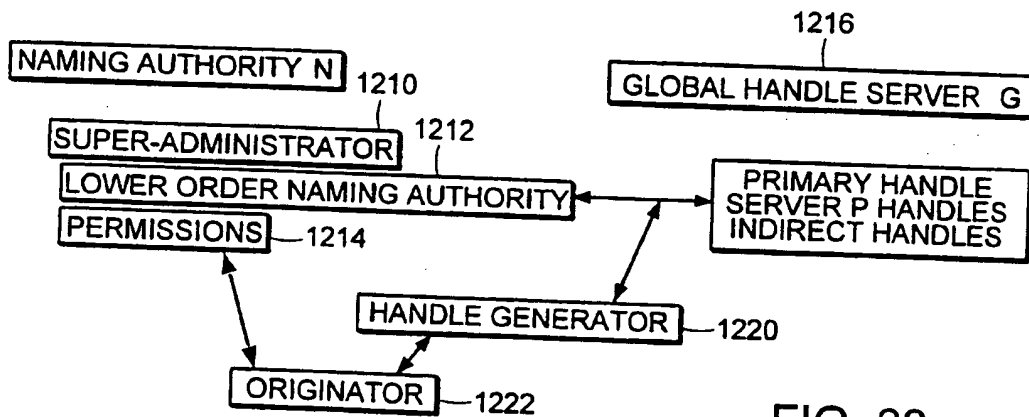 1216
NAMING AUTHORITY N
1210
GLOBAL HANDLE SERVER G
SUPER-ADMINISTRATOR
1212
LOWER ORDER NAMING AUTHORITY
PRIMARY HANDLE
SERVER P HANDLES
INDIRECT HANDLES
PERMISSIONS
1214
HANDLE GENERATOR
1220
ORIGINATOR
1222